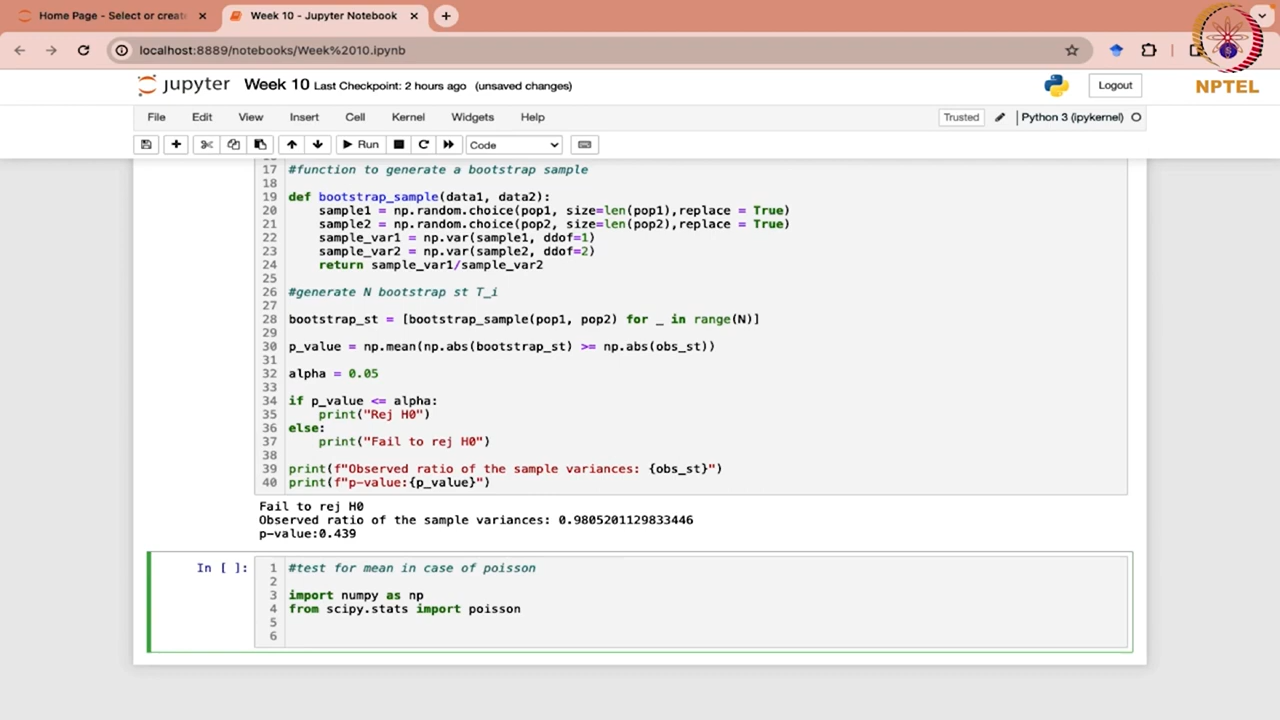 Home Page - Select or create
Week 10 - Jupyter Notebook
localhost:8889/notebooks/Week%2010.ipynb
NPTEL
jupyter Week 10 Last Checkpoint: 2 hours ago (unsaved changes)
Logout
File Edit View Insert Cell Kernel Widgets Help
Trusted
Python 3 (ipykernel)
Run
Code
17 #function to generate a bootstrap sample
18
19 def bootstrap_sample(data1, data2):
20     sample1 = np.random.choice(pop1, size=len(pop1),replace = True)
21     sample2 = np.random.choice(pop2, size=len(pop2),replace = True)
22     sample_var1 = np.var(sample1, ddof=1)
23     sample_var2 = np.var(sample2, ddof=2)
24     return sample_var1/sample_var2
25
26 #generate N bootstrap st T_i
27
28 bootstrap_st = [bootstrap_sample(pop1, pop2) for _ in range(N)]
29
30 p_value = np.mean(np.abs(bootstrap_st) >= np.abs(obs_st))
31
32 alpha = 0.05
33
34 if p_value <= alpha:
35     print("Rej H0")
36 else:
37     print("Fail to rej H0")
38
39 print(f"Observed ratio of the sample variances: {obs_st}")
40 print(f"p-value:{p_value}")
Fail to rej H0
Observed ratio of the sample variances: 0.9805201129833446
p-value:0.439
In [ ]:
1 #test for mean in case of poisson
2
3 import numpy as np
4 from scipy.stats import poisson
5
6